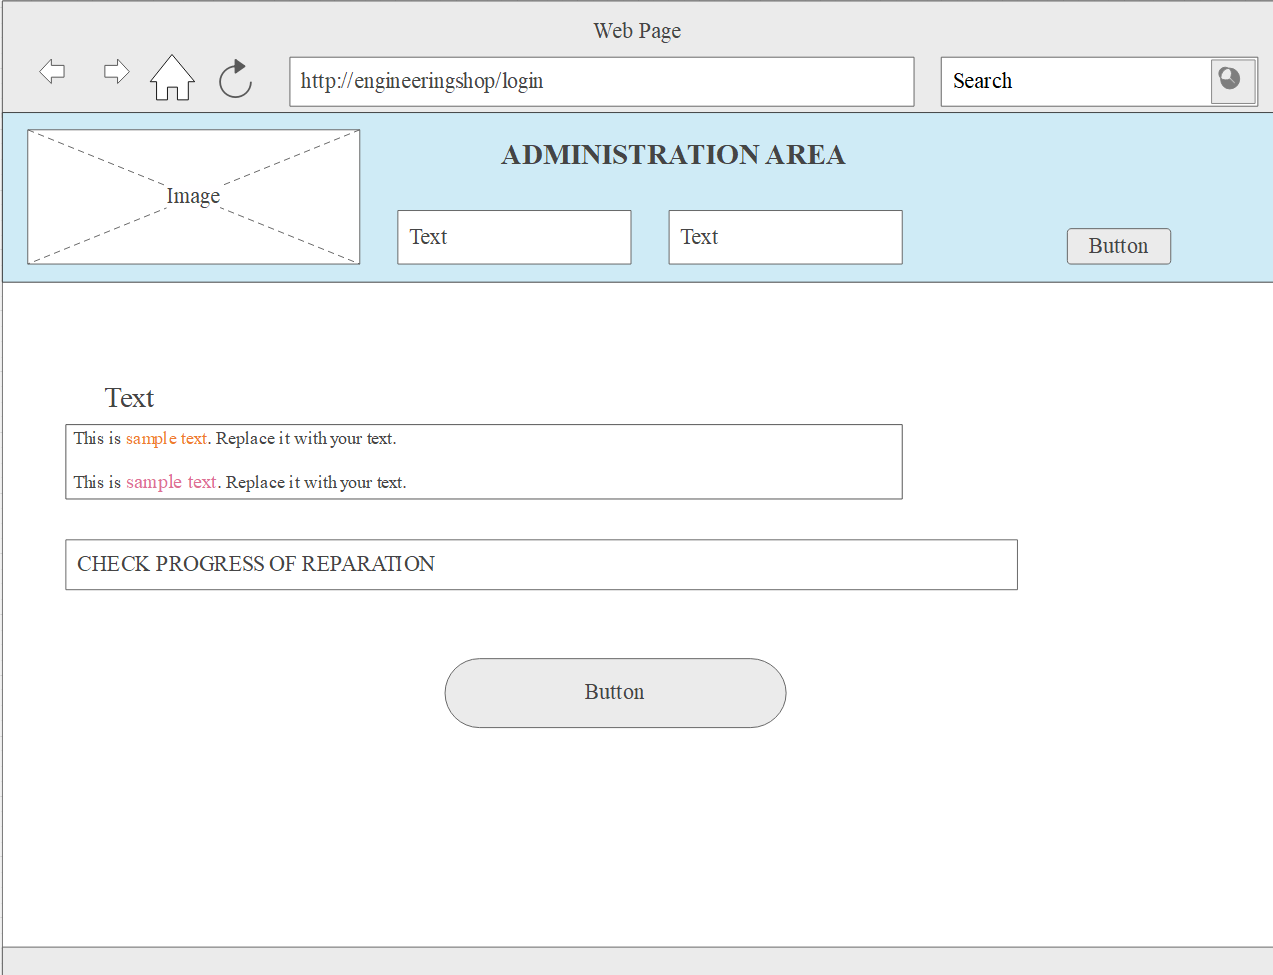 Web Page
http://engineeringshop/login
Search
ADMINISTRATION AREA
Image
Text
Text
Button
Text
This is sample text. Replace it with your text.
This is sample text. Replace it with your text.
CHECK PROGRESS OF REPARATION
Button